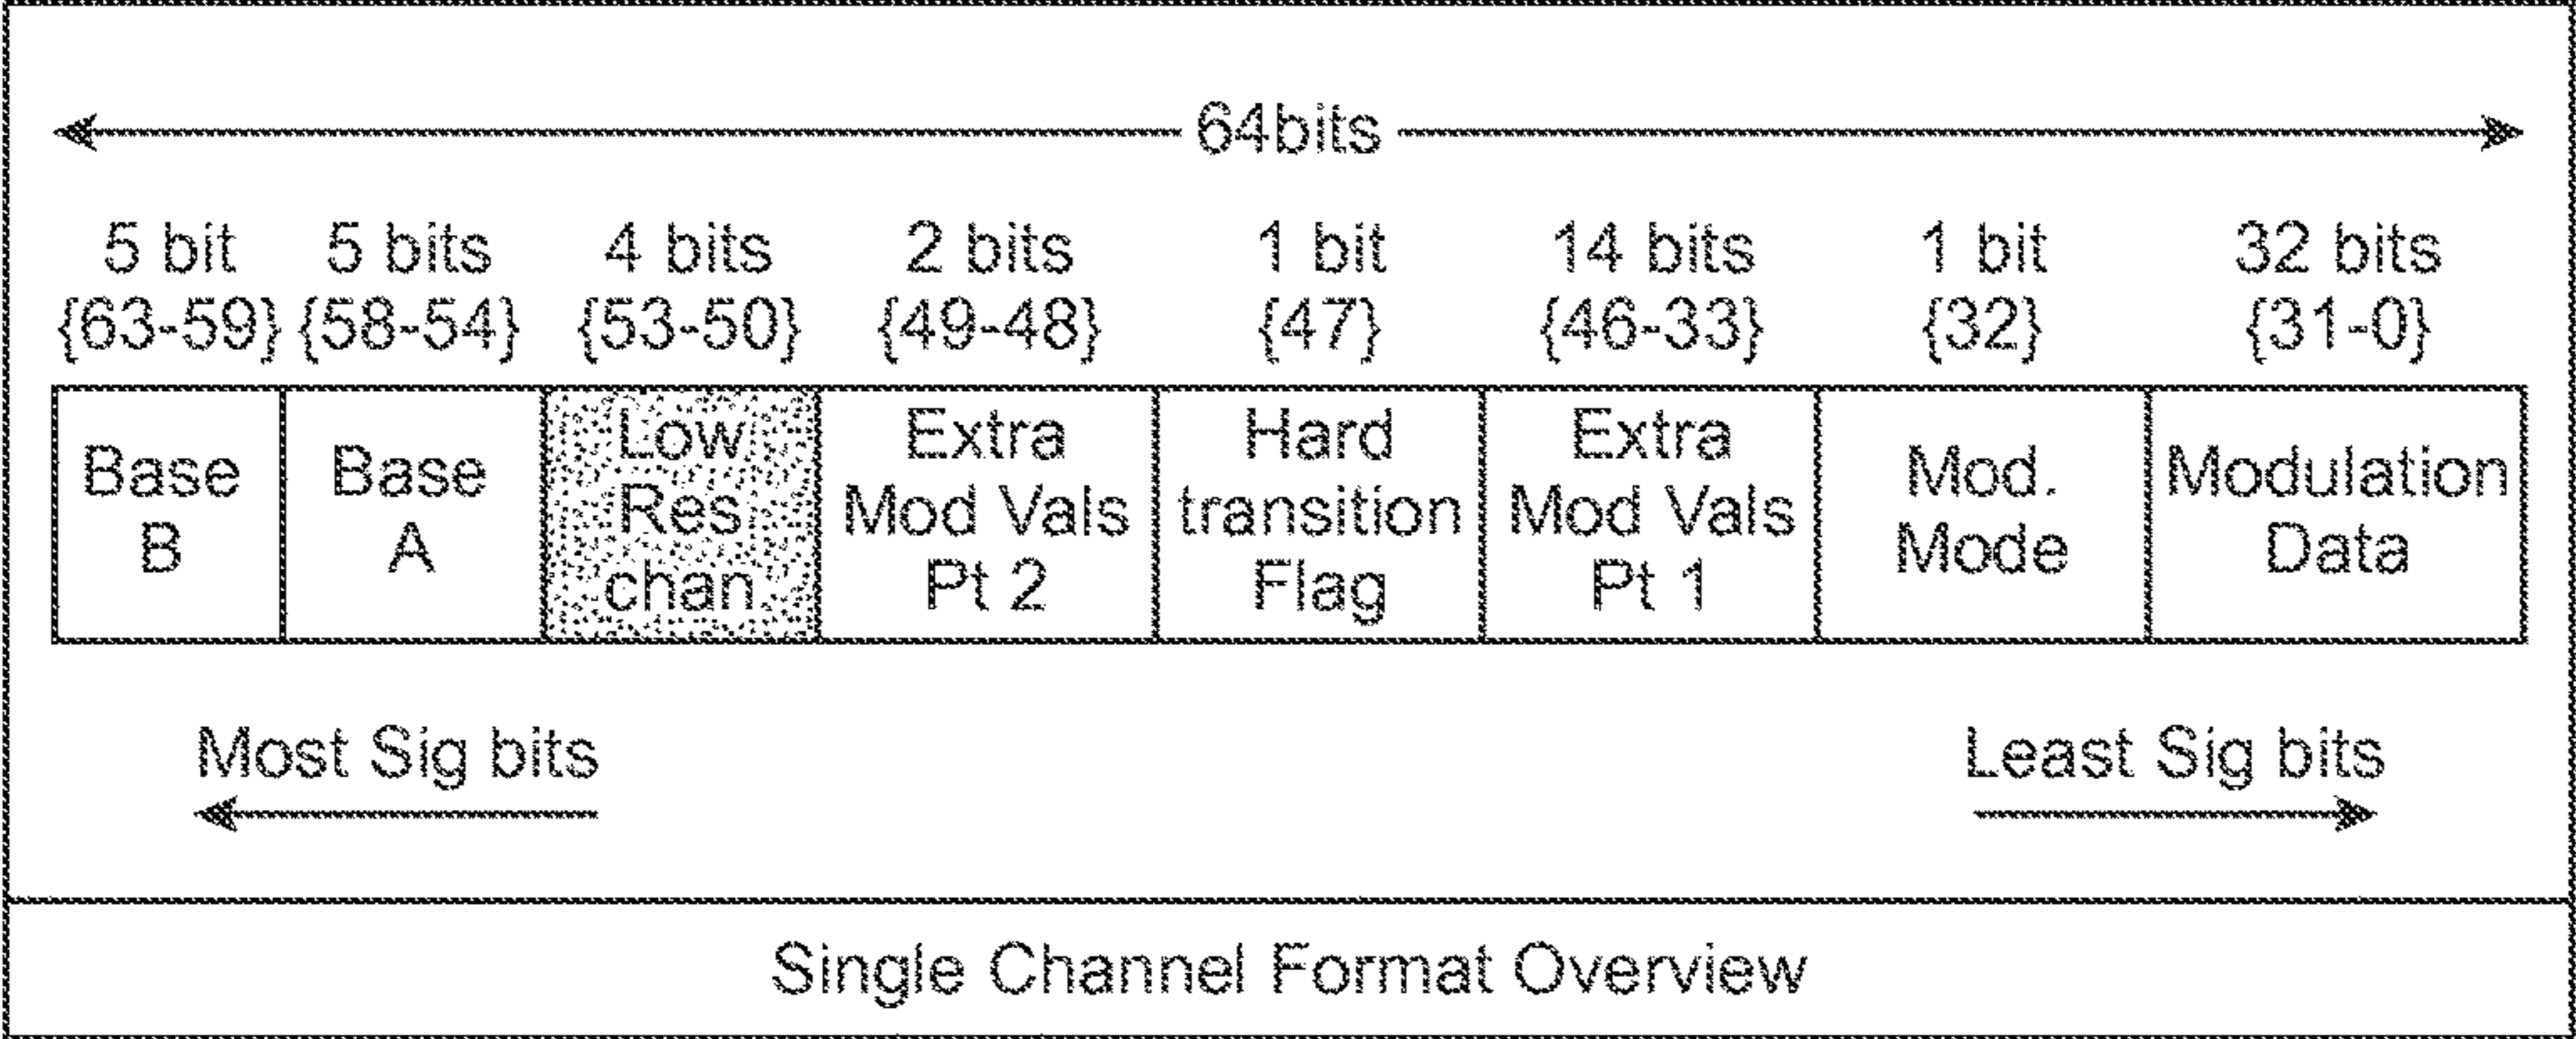 64bits
5 bit 5 bits 4 bits 2 bits 1 bit 14 bits 1 bit 32 bits
{63-59} {58-54} {53-50} {49-48} {47} {46-33} {32} {31-0}
Base
B
Base
A
Low
Res
chan
Extra
Mod Vals
Pt 2
Hard
transition
Flag
Extra
Mod Vals
Pt 1
Mod.
Mode
Modulation
Data
Most Sig bits
Least Sig bits
Single Channel Format Overview